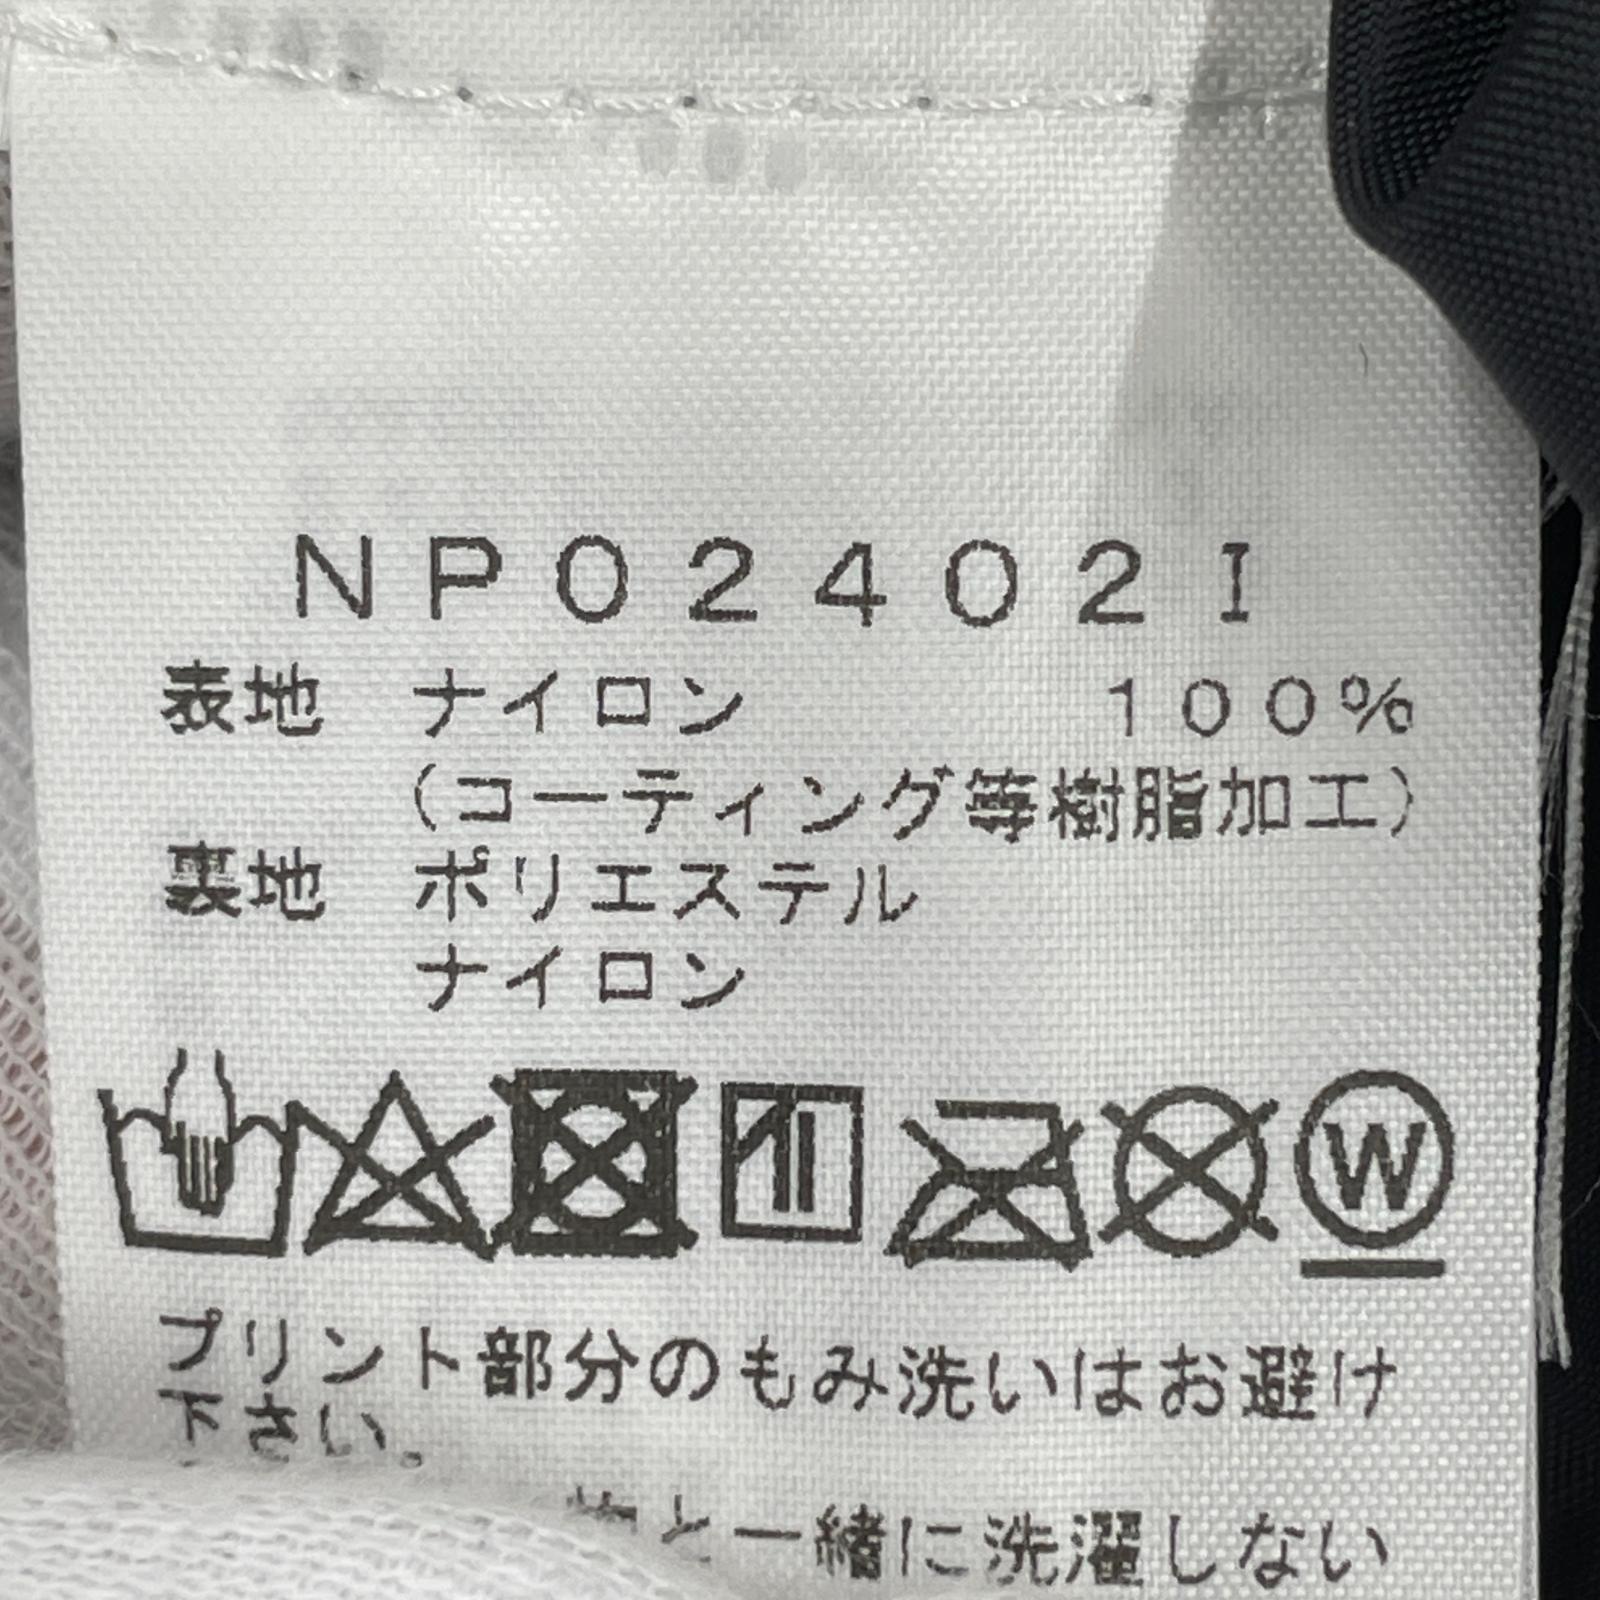 NP02402I
表地 ナイロン 100%
(コーティング等樹脂加工)
裏地 ポリエステル
ナイロン
W
プリント部分のもみ洗いはお避け
下さい。
と一緒に洗濯しない